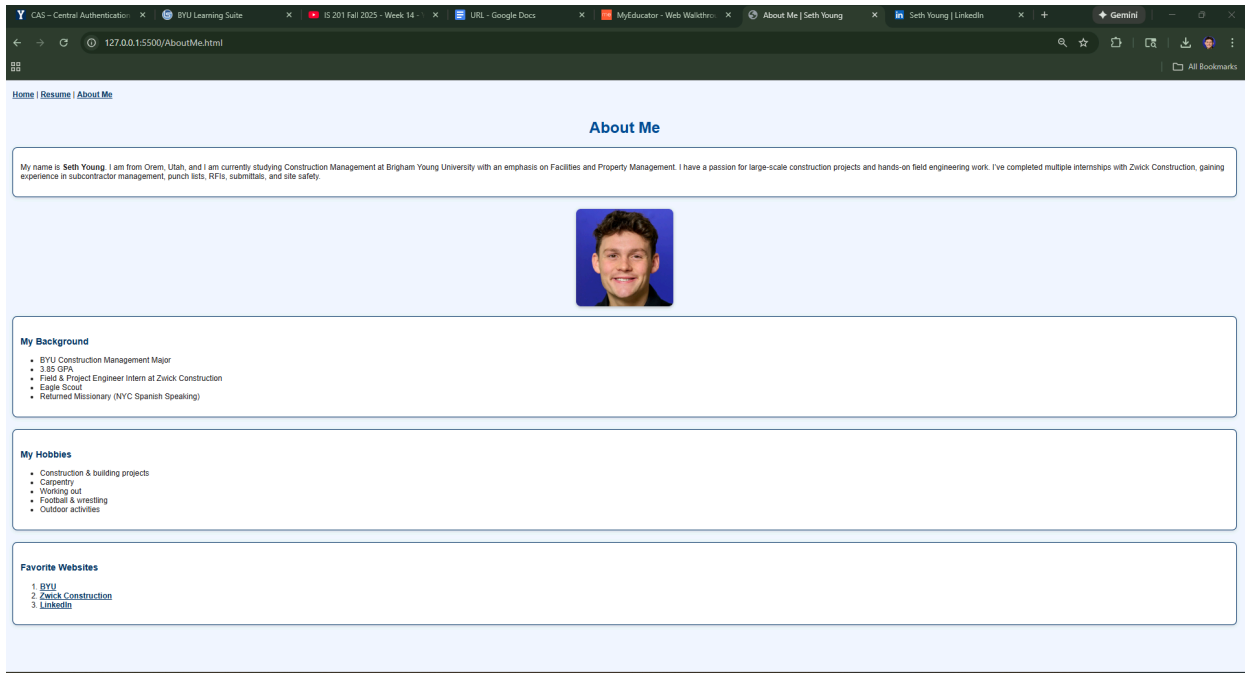 CAS – Central Authentication
BYU Learning Suite
IS 201 Fall 2025 - Week 14 -
URL - Google Docs
MyEducator - Web Walkthro
About Me | Seth Young
Seth Young | LinkedIn
Gemini
127.0.0.1:5500/AboutMe.html
All Bookmarks
Home | Resume | About Me
About Me
My name is Seth Young. I am from Orem, Utah, and I am currently studying Construction Management at Brigham Young University with an emphasis on Facilities and Property Management. I have a passion for large-scale construction projects and hands-on field engineering work. I've completed multiple internships with Zwick Construction, gaining
experience in subcontractor management, punch lists, RFIs, submittals, and site safety.
My Background
• BYU Construction Management Major
• 3.85 GPA
• Field & Project Engineer Intern at Zwick Construction
• Eagle Scout
• Returned Missionary (NYC Spanish Speaking)
My Hobbies
• Construction & building projects
• Carpentry
• Working out
• Football & wrestling
• Outdoor activities
Favorite Websites
1. BYU
2. Zwick Construction
3. LinkedIn